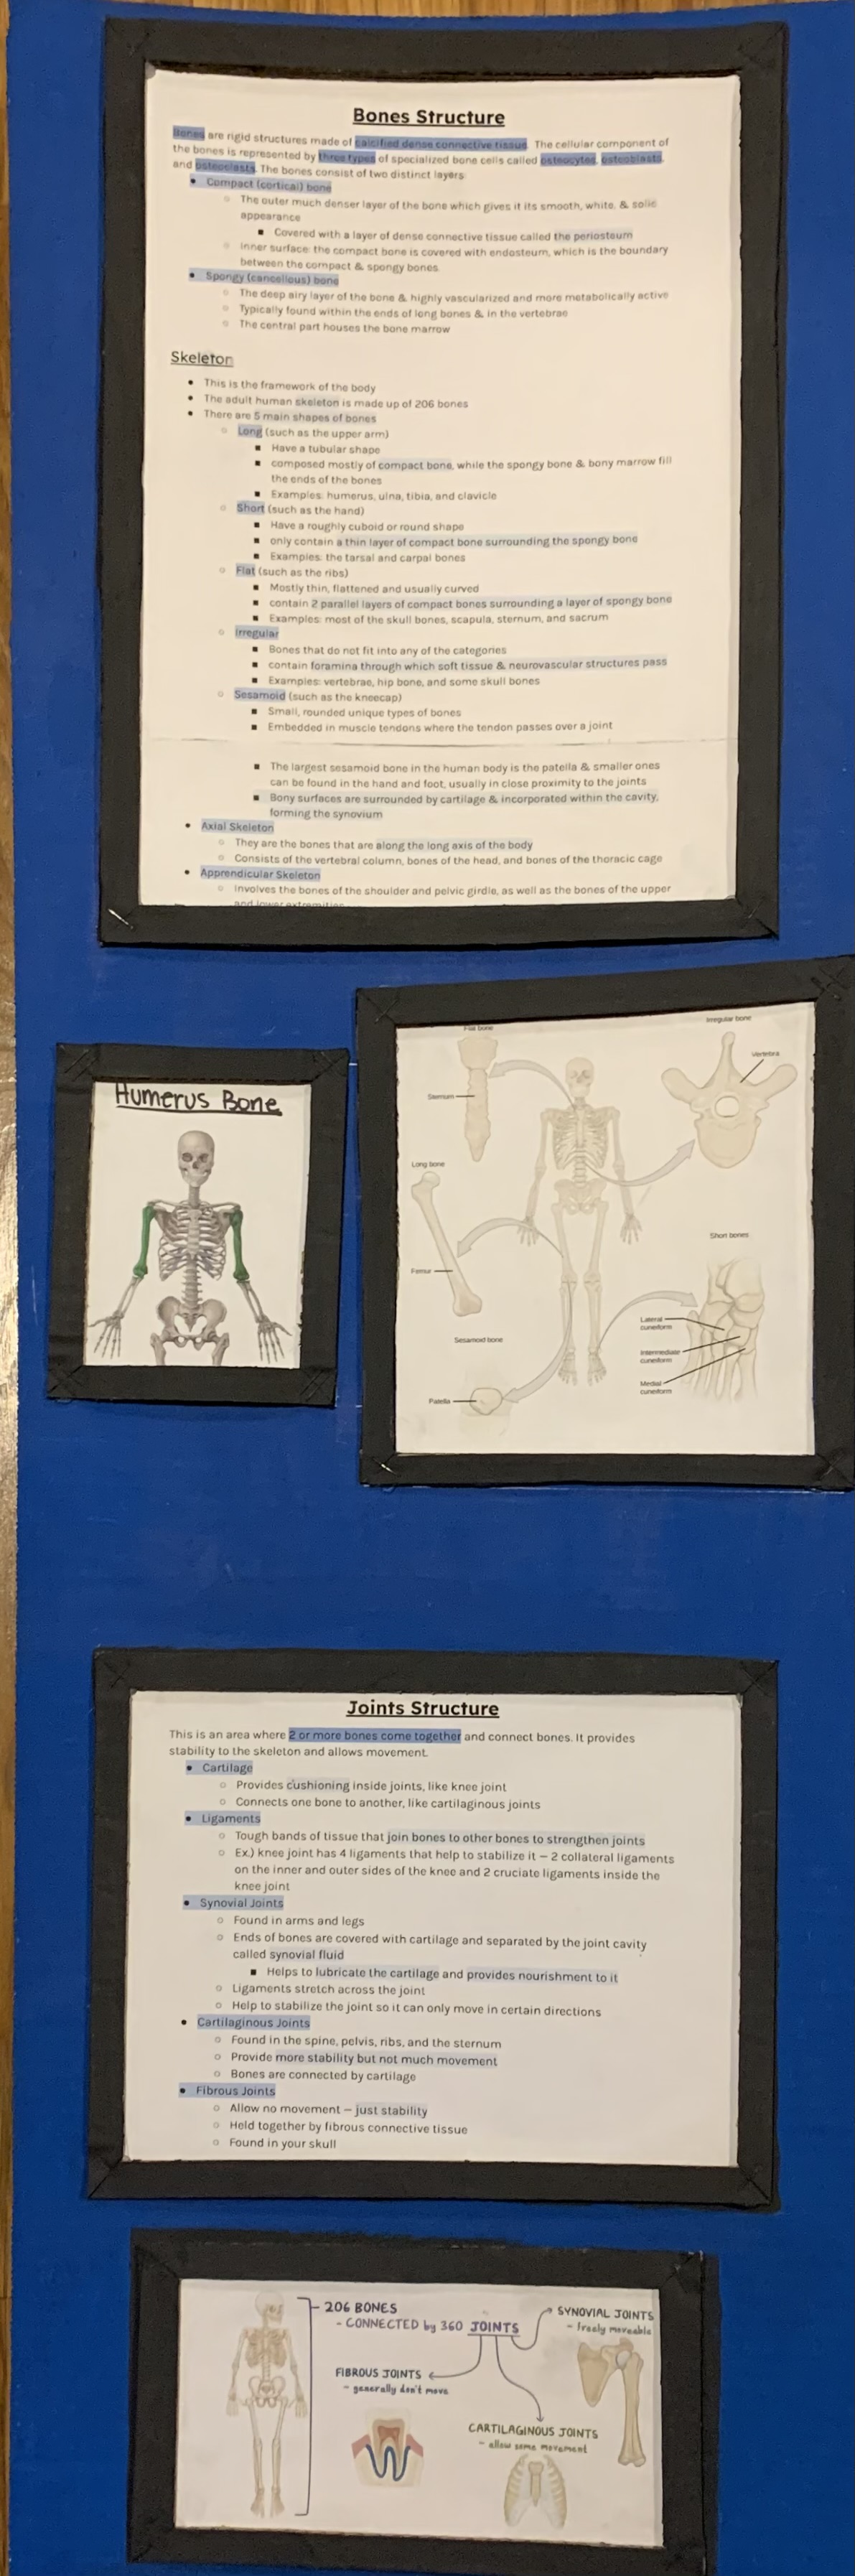 Bones Structure
Bones are rigid structures made of calcified dense connective tissue. The cellular component of
the bones is represented by three types of specialized bone cells called osteocytes, osteoblasts,
and osteoclasts. The bones consist of two distinct layers
• Compact (cortical) bone
○ The outer much denser layer of the bone which gives it its smooth, white, & solid
appearance
■ Covered with a layer of dense connective tissue called the periosteum
○ Inner surface: the compact bone is covered with endosteum, which is the boundary
between the compact & spongy bones
• Spongy (cancellous) bone
○ The deep airy layer of the bone & highly vascularized and more metabolically active
○ Typically found within the ends of long bones & in the vertebrae
○ The central part houses the bone marrow
Skeleton
• This is the framework of the body
• The adult human skeleton is made up of 206 bones
• There are 5 main shapes of bones
○ Long (such as the upper arm)
■ Have a tubular shape
■ composed mostly of compact bone, while the spongy bone & bony marrow fill
the ends of the bones
■ Examples: humerus, ulna, tibia, and clavicle
○ Short (such as the hand)
■ Have a roughly cuboid or round shape
■ only contain a thin layer of compact bone surrounding the spongy bone
■ Examples: the tarsal and carpal bones
○ Flat (such as the ribs)
■ Mostly thin, flattened and usually curved
■ contain 2 parallel layers of compact bones surrounding a layer of spongy bone
■ Examples: most of the skull bones, scapula, sternum, and sacrum
○ Irregular
■ Bones that do not fit into any of the categories
■ contain foramina through which soft tissue & neurovascular structures pass
■ Examples: vertebrae, hip bone, and some skull bones
○ Sesamoid (such as the kneecap)
■ Small, rounded unique types of bones
■ Embedded in muscle tendons where the tendon passes over a joint
■ The largest sesamoid bone in the human body is the patella & smaller ones
can be found in the hand and foot, usually in close proximity to the joints
■ Bony surfaces are surrounded by cartilage & incorporated within the cavity,
forming the synovium
• Axial Skeleton
○ They are the bones that are along the long axis of the body
○ Consists of the vertebral column, bones of the head, and bones of the thoracic cage
• Apprendicular Skeleton
○ Involves the bones of the shoulder and pelvic girdle, as well as the bones of the upper
and lower extremities
Humerus Bone
Flat bone
Irregular bone
Vertebra
Sternum
Long bone
Femur
Short bones
Lateral
cuneiform
Intermediate
cuneiform
Medial
cuneiform
Sesamoid bone
Patella
Joints Structure
This is an area where 2 or more bones come together and connect bones. It provides
stability to the skeleton and allows movement.
• Cartilage
○ Provides cushioning inside joints, like knee joint
○ Connects one bone to another, like cartilaginous joints
• Ligaments
○ Tough bands of tissue that join bones to other bones to strengthen joints
○ Ex.) knee joint has 4 ligaments that help to stabilize it – 2 collateral ligaments
on the inner and outer sides of the knee and 2 cruciate ligaments inside the
knee joint
• Synovial Joints
○ Found in arms and legs
○ Ends of bones are covered with cartilage and separated by the joint cavity
called synovial fluid
■ Helps to lubricate the cartilage and provides nourishment to it
○ Ligaments stretch across the joint
○ Help to stabilize the joint so it can only move in certain directions
• Cartilaginous Joints
○ Found in the spine, pelvis, ribs, and the sternum
○ Provide more stability but not much movement
○ Bones are connected by cartilage
• Fibrous Joints
○ Allow no movement – just stability
○ Held together by fibrous connective tissue
○ Found in your skull
206 BONES
- CONNECTED by 360 JOINTS
SYNOVIAL JOINTS
- freely moveable
FIBROUS JOINTS
- generally don't move
CARTILAGINOUS JOINTS
- allow some movement